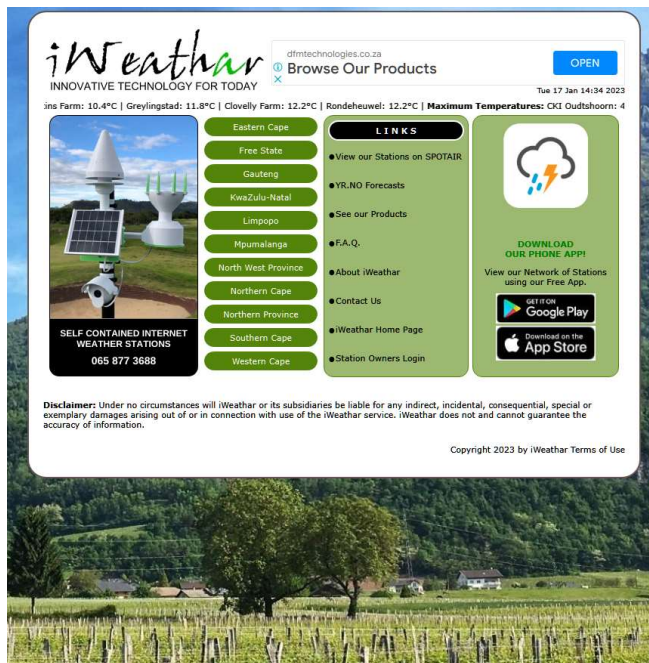 iWeathar
INNOVATIVE TECHNOLOGY FOR TODAY
dfmtechnologies.co.za
Browse Our Products
OPEN
Tue 17 Jan 14:34 2023
ins Farm: 10.4°C | Greylingstad: 11.8°C | Clovelly Farm: 12.2°C | Rondeheuwel: 12.2°C | Maximum Temperatures: CKI Oudtshoorn: 4
SELF CONTAINED INTERNET
WEATHER STATIONS
065 877 3688
Eastern Cape
Free State
Gauteng
KwaZulu-Natal
Limpopo
Mpumalanga
North West Province
Northern Cape
Northern Province
Southern Cape
Western Cape
LINKS
●View our Stations on SPOTAIR
●YR.NO Forecasts
●See our Products
●F.A.Q.
●About iWeathar
●Contact Us
●iWeathar Home Page
●Station Owners Login
DOWNLOAD
OUR PHONE APP!
View our Network of Stations
using our Free App.
GET IT ON
Google Play
Download on the
App Store
Disclaimer: Under no circumstances will iWeathar or its subsidiaries be liable for any indirect, incidental, consequential, special or
exemplary damages arising out of or in connection with use of the iWeathar service. iWeathar does not and cannot guarantee the
accuracy of information.
Copyright 2023 by iWeathar Terms of Use